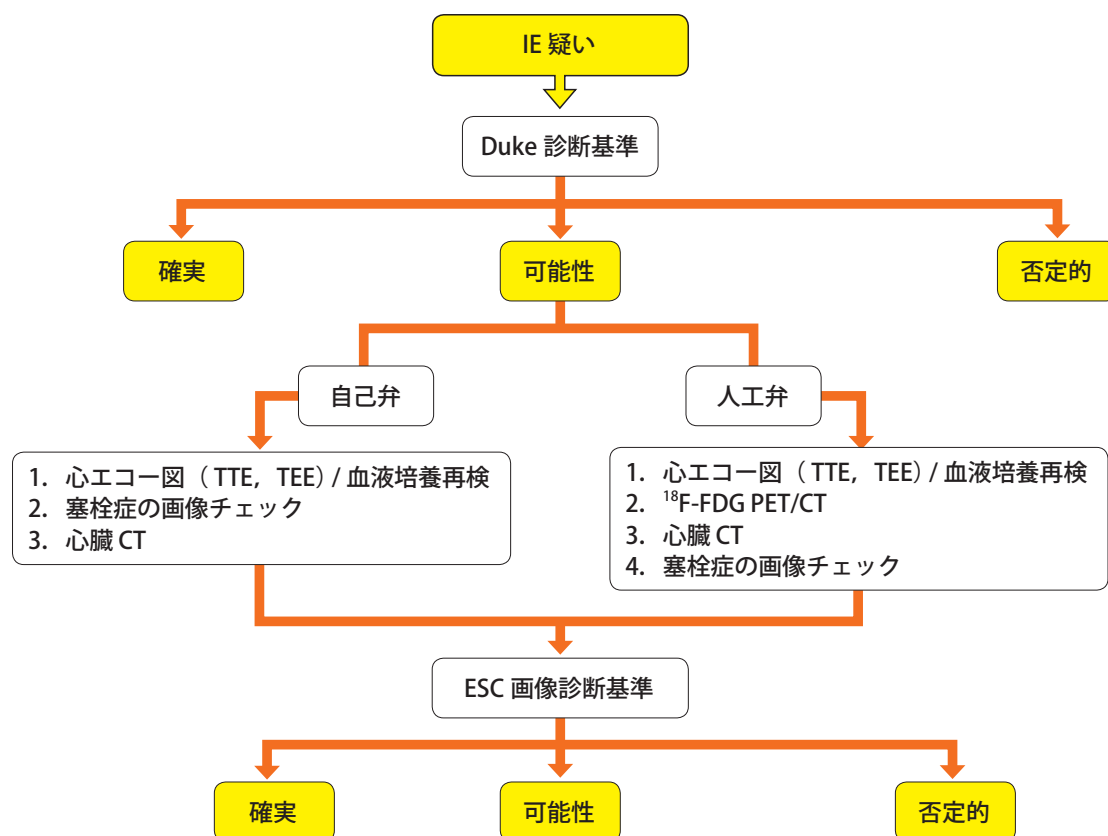 IE 疑い
Duke 診断基準
確実
可能性
否定的
自己弁
人工弁
1. 心エコー図（ TTE，TEE）/ 血液培養再検
2. 塞栓症の画像チェック
3. 心臓 CT
1. 心エコー図（ TTE，TEE）/ 血液培養再検
2. ¹⁸F-FDG PET/CT
3. 心臓 CT
4. 塞栓症の画像チェック
ESC 画像診断基準
確実
可能性
否定的